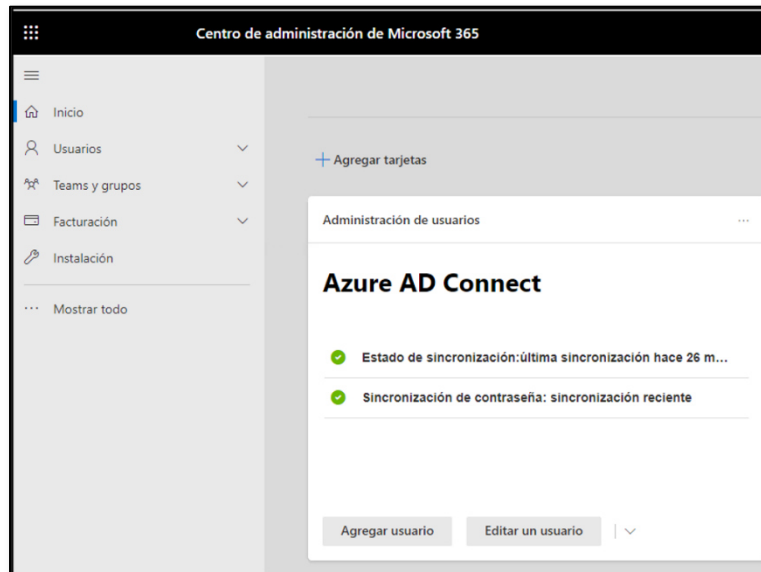 Centro de administración de Microsoft 365
Inicio
Usuarios
Teams y grupos
Facturación
Instalación
Mostrar todo
Agregar tarjetas
Administración de usuarios
Azure AD Connect
Estado de sincronización:última sincronización hace 26 m...
Sincronización de contraseña: sincronización reciente
Agregar usuario
Editar un usuario